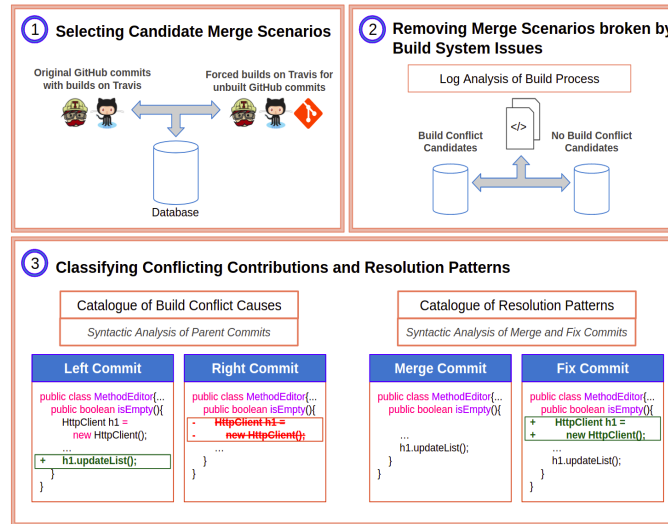 1
Selecting Candidate Merge Scenarios
Original GitHub commits
with builds on Travis
Forced builds on Travis for
unbuilt GitHub commits
Database
2
Removing Merge Scenarios broken by
Build System Issues
Log Analysis of Build Process
</>
Build Conflict
Candidates
No Build Conflict
Candidates
3
Classifying Conflicting Contributions and Resolution Patterns
Catalogue of Build Conflict Causes
Syntactic Analysis of Parent Commits
Catalogue of Resolution Patterns
Syntactic Analysis of Merge and Fix Commits
Left Commit
public class MethodEditor{...
public boolean isEmpty(){
HttpClient h1 =
new HttpClient();
...
+ h1.updateList();
}
}
Right Commit
public class MethodEditor{...
public boolean isEmpty(){
- HttpClient h1 =
- new HttpClient();
...
}
}
Merge Commit
public class MethodEditor{...
public boolean isEmpty(){
...
h1.updateList();
}
}
Fix Commit
public class MethodEditor{...
public boolean isEmpty(){
+ HttpClient h1 =
+ new HttpClient();
...
h1.updateList();
}
}